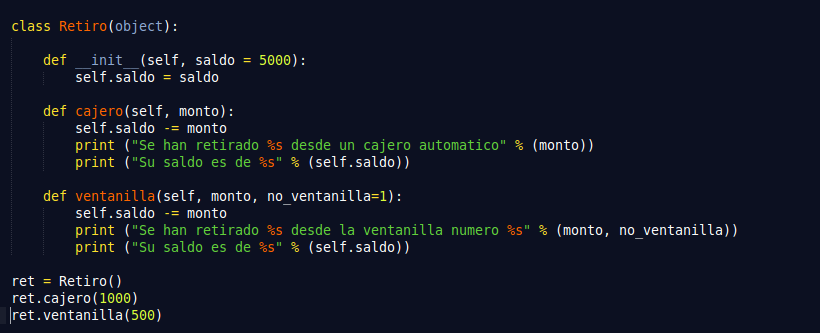 class Retiro(object):
def __init__(self, saldo = 5000):
self.saldo = saldo
def cajero(self, monto):
self.saldo -= monto
print ("Se han retirado %s desde un cajero automatico" % (monto))
print ("Su saldo es de %s" % (self.saldo))
def ventanilla(self, monto, no_ventanilla=1):
self.saldo -= monto
print ("Se han retirado %s desde la ventanilla numero %s" % (monto, no_ventanilla))
print ("Su saldo es de %s" % (self.saldo))
ret = Retiro()
ret.cajero(1000)
ret.ventanilla(500)